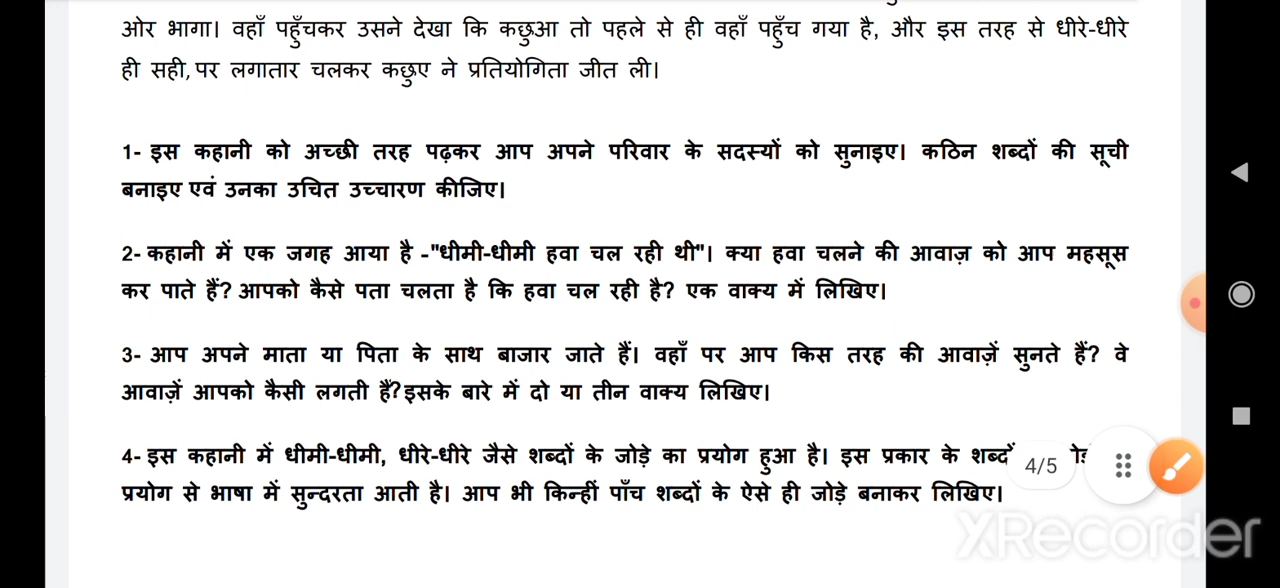 ओर भागा। वहाँ पहुँचकर उसने देखा कि कछुआ तो पहले से ही वहाँ पहुँच गया है, और इस तरह से धीरे-धीरे
ही सही, पर लगातार चलकर कछुए ने प्रतियोगिता जीत ली।
1- इस कहानी को अच्छी तरह पढ़कर आप अपने परिवार के सदस्यों को सुनाइए। कठिन शब्दों की सूची
बनाइए एवं उनका उचित उच्चारण कीजिए।
2- कहानी में एक जगह आया है -"धीमी-धीमी हवा चल रही थी"। क्या हवा चलने की आवाज़ को आप महसूस
कर पाते हैं? आपको कैसे पता चलता है कि हवा चल रही है? एक वाक्य में लिखिए।
3- आप अपने माता या पिता के साथ बाजार जाते हैं। वहाँ पर आप किस तरह की आवाज़ें सुनते हैं? वे
आवाज़ें आपको कैसी लगती हैं?इसके बारे में दो या तीन वाक्य लिखिए।
4- इस कहानी में धीमी-धीमी, धीरे-धीरे जैसे शब्दों के जोड़े का प्रयोग हुआ है। इस प्रकार के
प्रयोग से भाषा में सुन्दरता आती है। आप भी किन्हीं पाँच शब्दों के ऐसे ही जोड़े बनाकर लिखिए।
4/5
XRecorder